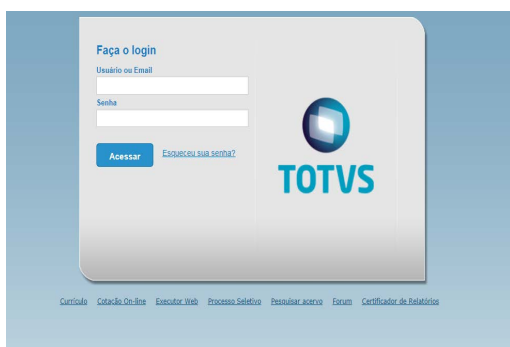 Faça o login
Usuário ou Email
Senha
Acessar Esqueceu sua senha?
TOTVS
Currículo Cotação On-line Executor Web Processo Seletivo Pesquisar acervo Forum Certificador de Relatórios